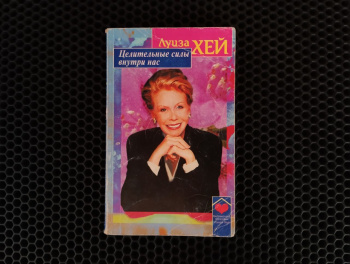 Луиза
ХЕЙ
Целительные силы
внутри нас